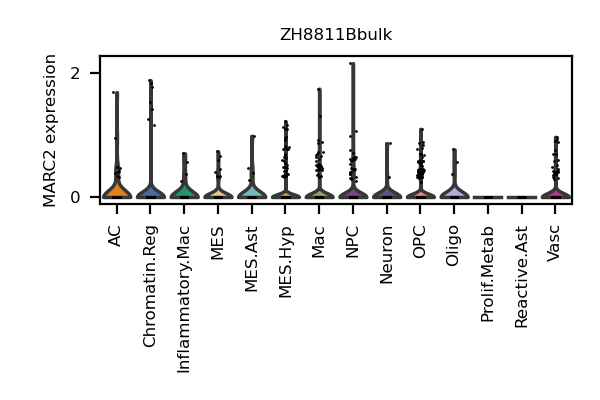 ZH8811Bbulk
MARC2 expression
2
0
AC
Chromatin.Reg
Inflammatory.Mac
MES
MES.Ast
MES.Hyp
Mac
NPC
Neuron
OPC
Oligo
Prolif.Metab
Reactive.Ast
Vasc